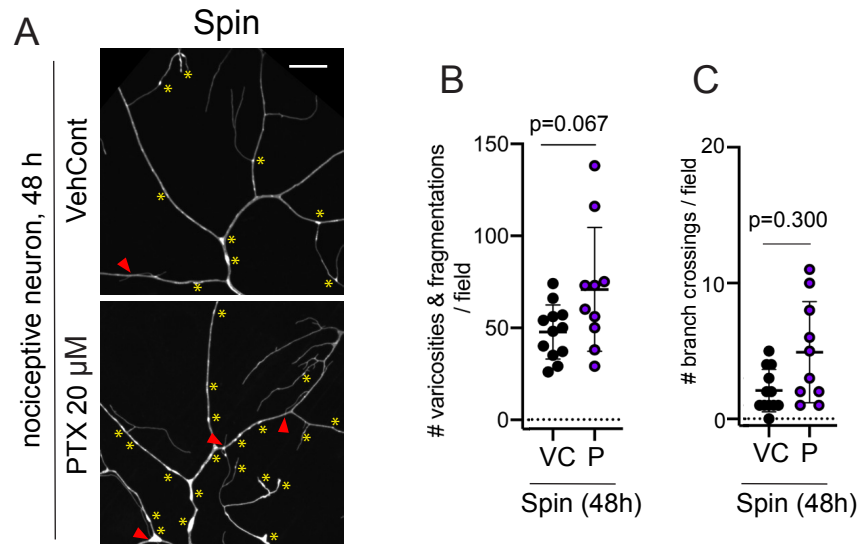 A
Spin
nociceptive neuron, 48 h
VehCont
PTX 20 µM
B
p=0.067
# varicosities & fragmentations
/ field
150
100
50
0
VC P
Spin (48h)
C
p=0.300
# branch crossings / field
20
10
0
VC P
Spin (48h)